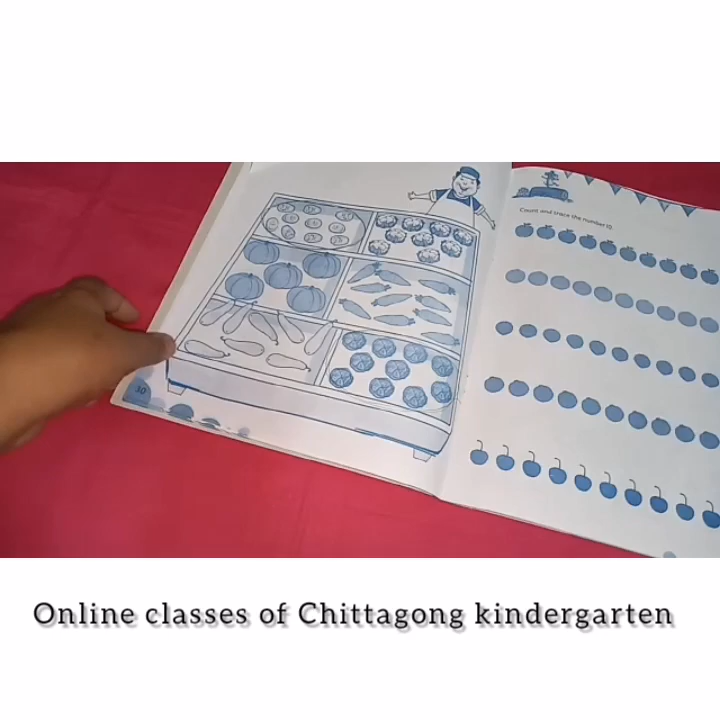 Count and trace the number 10.
30
Online classes of Chittagong kindergarten